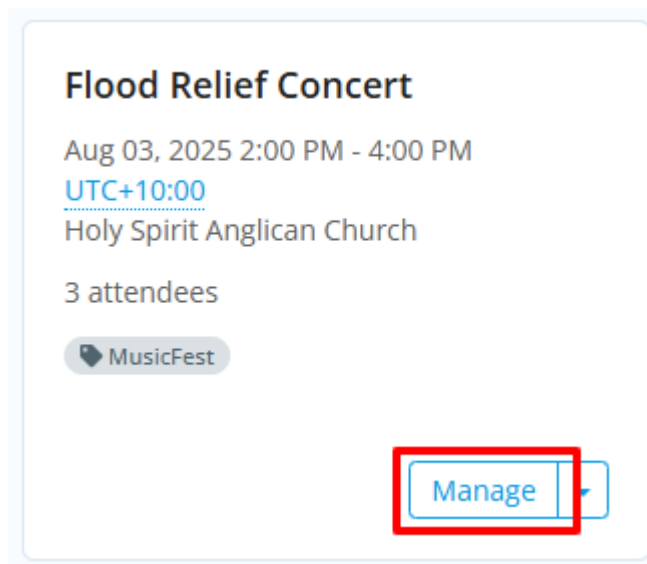 Flood Relief Concert
Aug 03, 2025 2:00 PM - 4:00 PM
UTC+10:00
Holy Spirit Anglican Church
3 attendees
MusicFest
Manage